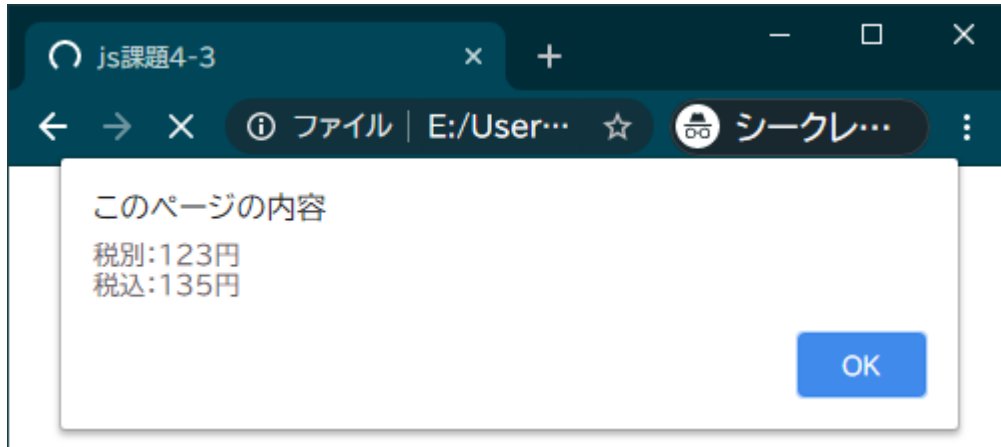 js課題4-3
ファイル E:/User…
シークレ…
このページの内容
税別:123円
税込:135円
OK